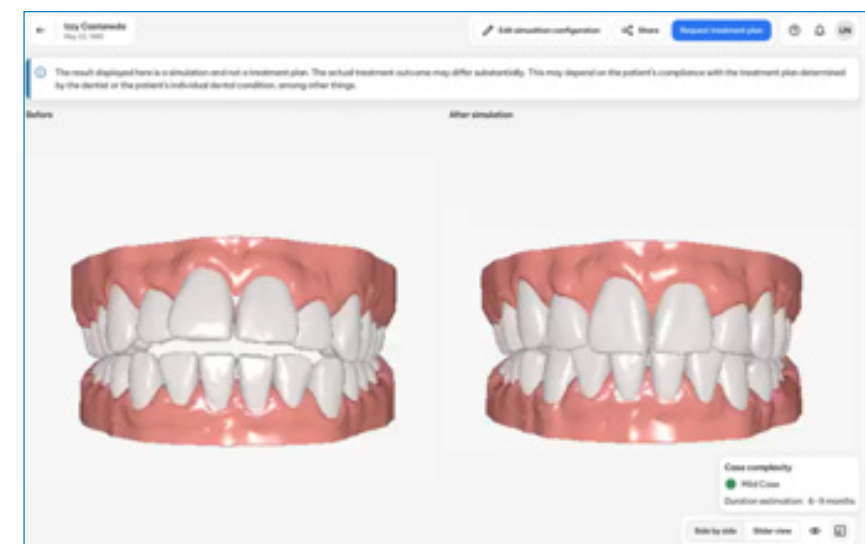 Izzy Castaneda
Edit simulation configuration
Share
Request treatment plan
The result displayed here is a simulation and not a treatment plan. The actual treatment outcome may differ substantially. This may depend on the patient's compliance with the treatment plan determined
by the dentist or the patient's individual dental condition, among other things.
Before
After simulation
Case complexity
Mild Case
Duration estimation: 6-9 months
Side by side
Slider view